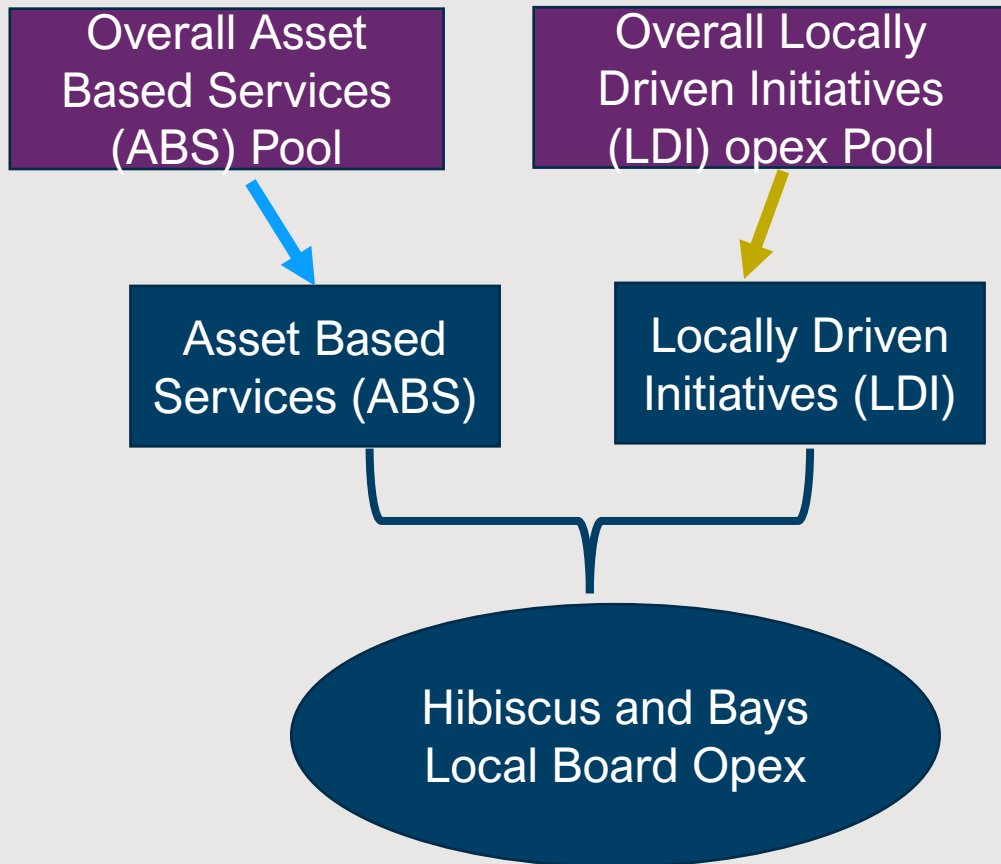 Overall Asset
Based Services
(ABS) Pool
Overall Locally
Driven Initiatives
(LDI) opex Pool
Asset Based
Services (ABS)
Locally Driven
Initiatives (LDI)
Hibiscus and Bays
Local Board Opex